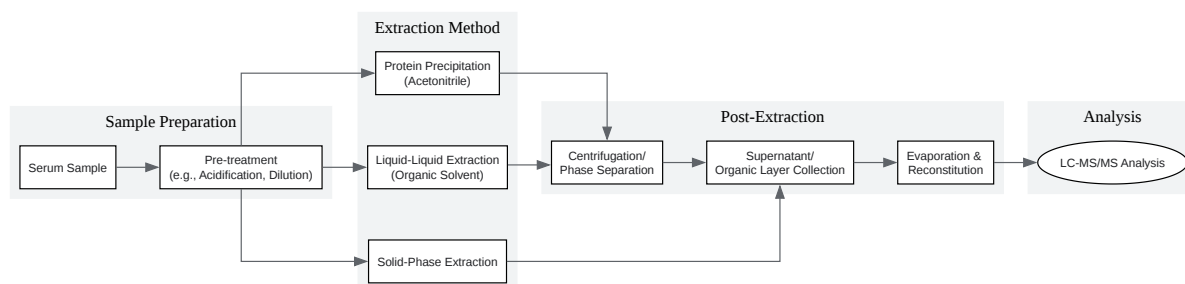 Extraction Method
Protein Precipitation
(Acetonitrile)
Sample Preparation
Post-Extraction
Analysis
Serum Sample
Pre-treatment
(e.g., Acidification, Dilution)
Liquid-Liquid Extraction
(Organic Solvent)
Centrifugation/
Phase Separation
Supernatant/
Organic Layer Collection
Evaporation &
Reconstitution
LC-MS/MS Analysis
Solid-Phase Extraction